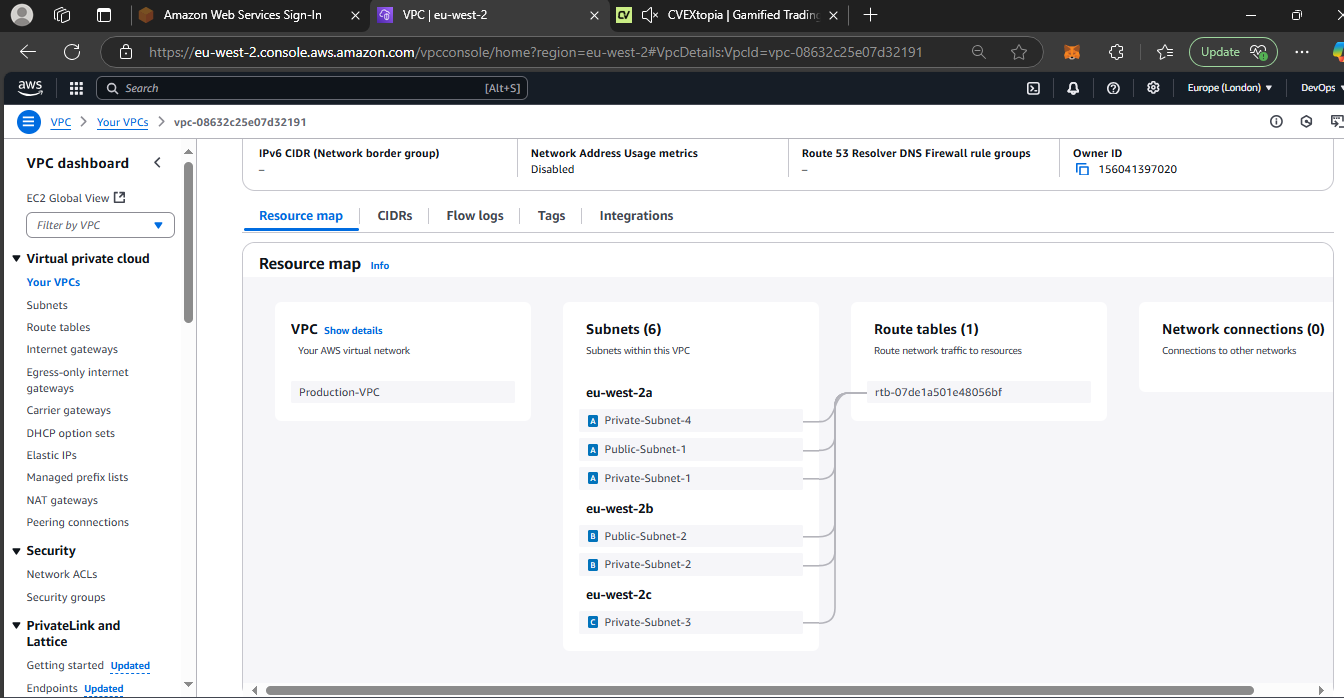 Amazon Web Services Sign-In
VPC | eu-west-2
CV CVEXtopia | Gamified Trading
https://eu-west-2.console.aws.amazon.com/vpcconsole/home?region=eu-west-2#VpcDetails:VpcId=vpc-08632c25e07d32191
Update
aws
Search [Alt+S]
Europe (London)
DevOps
VPC
Your VPCs
vpc-08632c25e07d32191
VPC dashboard
EC2 Global View
Filter by VPC
Virtual private cloud
Your VPCs
Subnets
Route tables
Internet gateways
Egress-only internet
gateways
Carrier gateways
DHCP option sets
Elastic IPs
Managed prefix lists
NAT gateways
Peering connections
Security
Network ACLs
Security groups
PrivateLink and
Lattice
Getting started Updated
Endpoints Updated
IPv6 CIDR (Network border group)
–
Network Address Usage metrics
Disabled
Route 53 Resolver DNS Firewall rule groups
–
Owner ID
156041397020
Resource map
CIDRs
Flow logs
Tags
Integrations
Resource map Info
VPC Show details
Your AWS virtual network
Production-VPC
Subnets (6)
Subnets within this VPC
eu-west-2a
A Private-Subnet-4
A Public-Subnet-1
A Private-Subnet-1
eu-west-2b
B Public-Subnet-2
B Private-Subnet-2
eu-west-2c
C Private-Subnet-3
Route tables (1)
Route network traffic to resources
rtb-07de1a501e48056bf
Network connections (0)
Connections to other networks